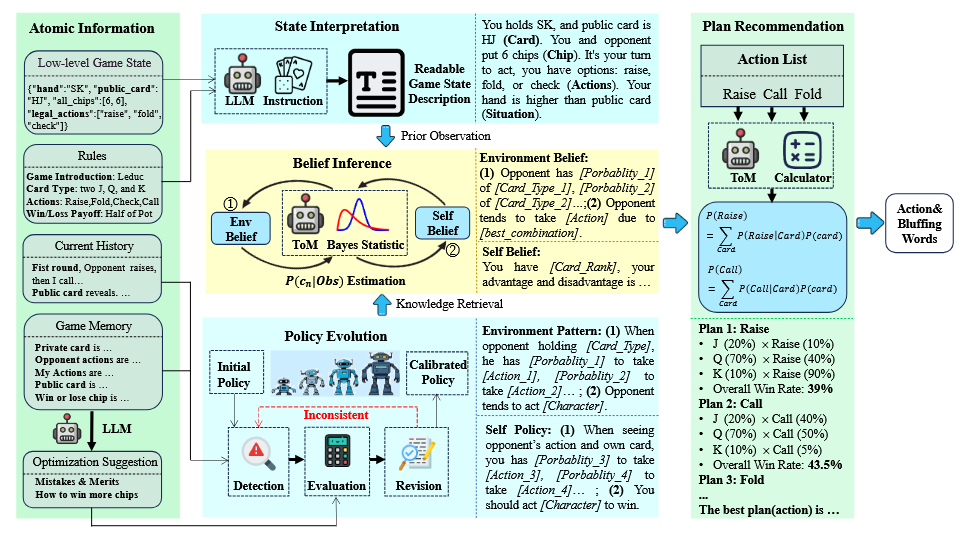 Atomic Information
Low-level Game State
{"hand":"SK", "public_card":
"HJ", "all_chips":[6, 6],
"legal_actions":["raise", "fold",
"check"]}
Rules
Game Introduction: Leduc
Card Type: two J, Q, and K
Actions: Raise,Fold,Check,Call
Win/Loss Payoff: Half of Pot
Current History
Fist round, Opponent raises,
then I call…
Public card reveals. …
Game Memory
Private card is …
Opponent actions are …
My Actions are …
Public card is …
Win or lose chip is …
LLM
Optimization Suggestion
Mistakes & Merits
How to win more chips
State Interpretation
LLM
Instruction
Readable
Game State
Description
You holds SK, and public card is
HJ (Card). You and opponent
put 6 chips (Chip). It's your turn
to act, you have options: raise,
fold, or check (Actions). Your
hand is higher than public card
(Situation).
Prior Observation
Belief Inference
①
Env
Belief
ToM
Bayes Statistic
Self
Belief
②
P(cₙ|Obs) Estimation
Environment Belief:
(1) Opponent has [Porbablity_1]
of [Card_Type_1], [Porbablity_2]
of [Card_Type_2]…;(2) Opponent
tends to take [Action] due to
[best_combination].
Self Belief:
You have [Card_Rank], your
advantage and disadvantage is …
Knowledge Retrieval
Policy Evolution
Initial
Policy
Calibrated
Policy
Inconsistent
Detection
Evaluation
Revision
Environment Pattern: (1) When
opponent holding [Card_Type],
he has [Porbablity_1] to take
[Action_1], [Porbablity_2] to
take [Action_2]… ; (2) Opponent
tends to act [Character].
Self Policy: (1) When seeing
opponent's action and own card,
you has [Porbablity_3] to take
[Action_3], [Porbablity_4] to
take [Action_4]… ; (2) You
should act [Character] to win.
Plan Recommendation
Action List
Raise Call Fold
ToM
Calculator
P(Raise)
= ∑ P(Raise|Card)P(card)
Card
P(Call)
= ∑ P(Call|Card)P(card)
Card
Plan 1: Raise
• J (20%) × Raise (10%)
• Q (70%) × Raise (40%)
• K (10%) × Raise (90%)
• Overall Win Rate: 39%
Plan 2: Call
• J (20%) × Call (40%)
• Q (70%) × Call (50%)
• K (10%) × Call (5%)
• Overall Win Rate: 43.5%
Plan 3: Fold
...
The best plan(action) is …
Action&
Bluffing
Words